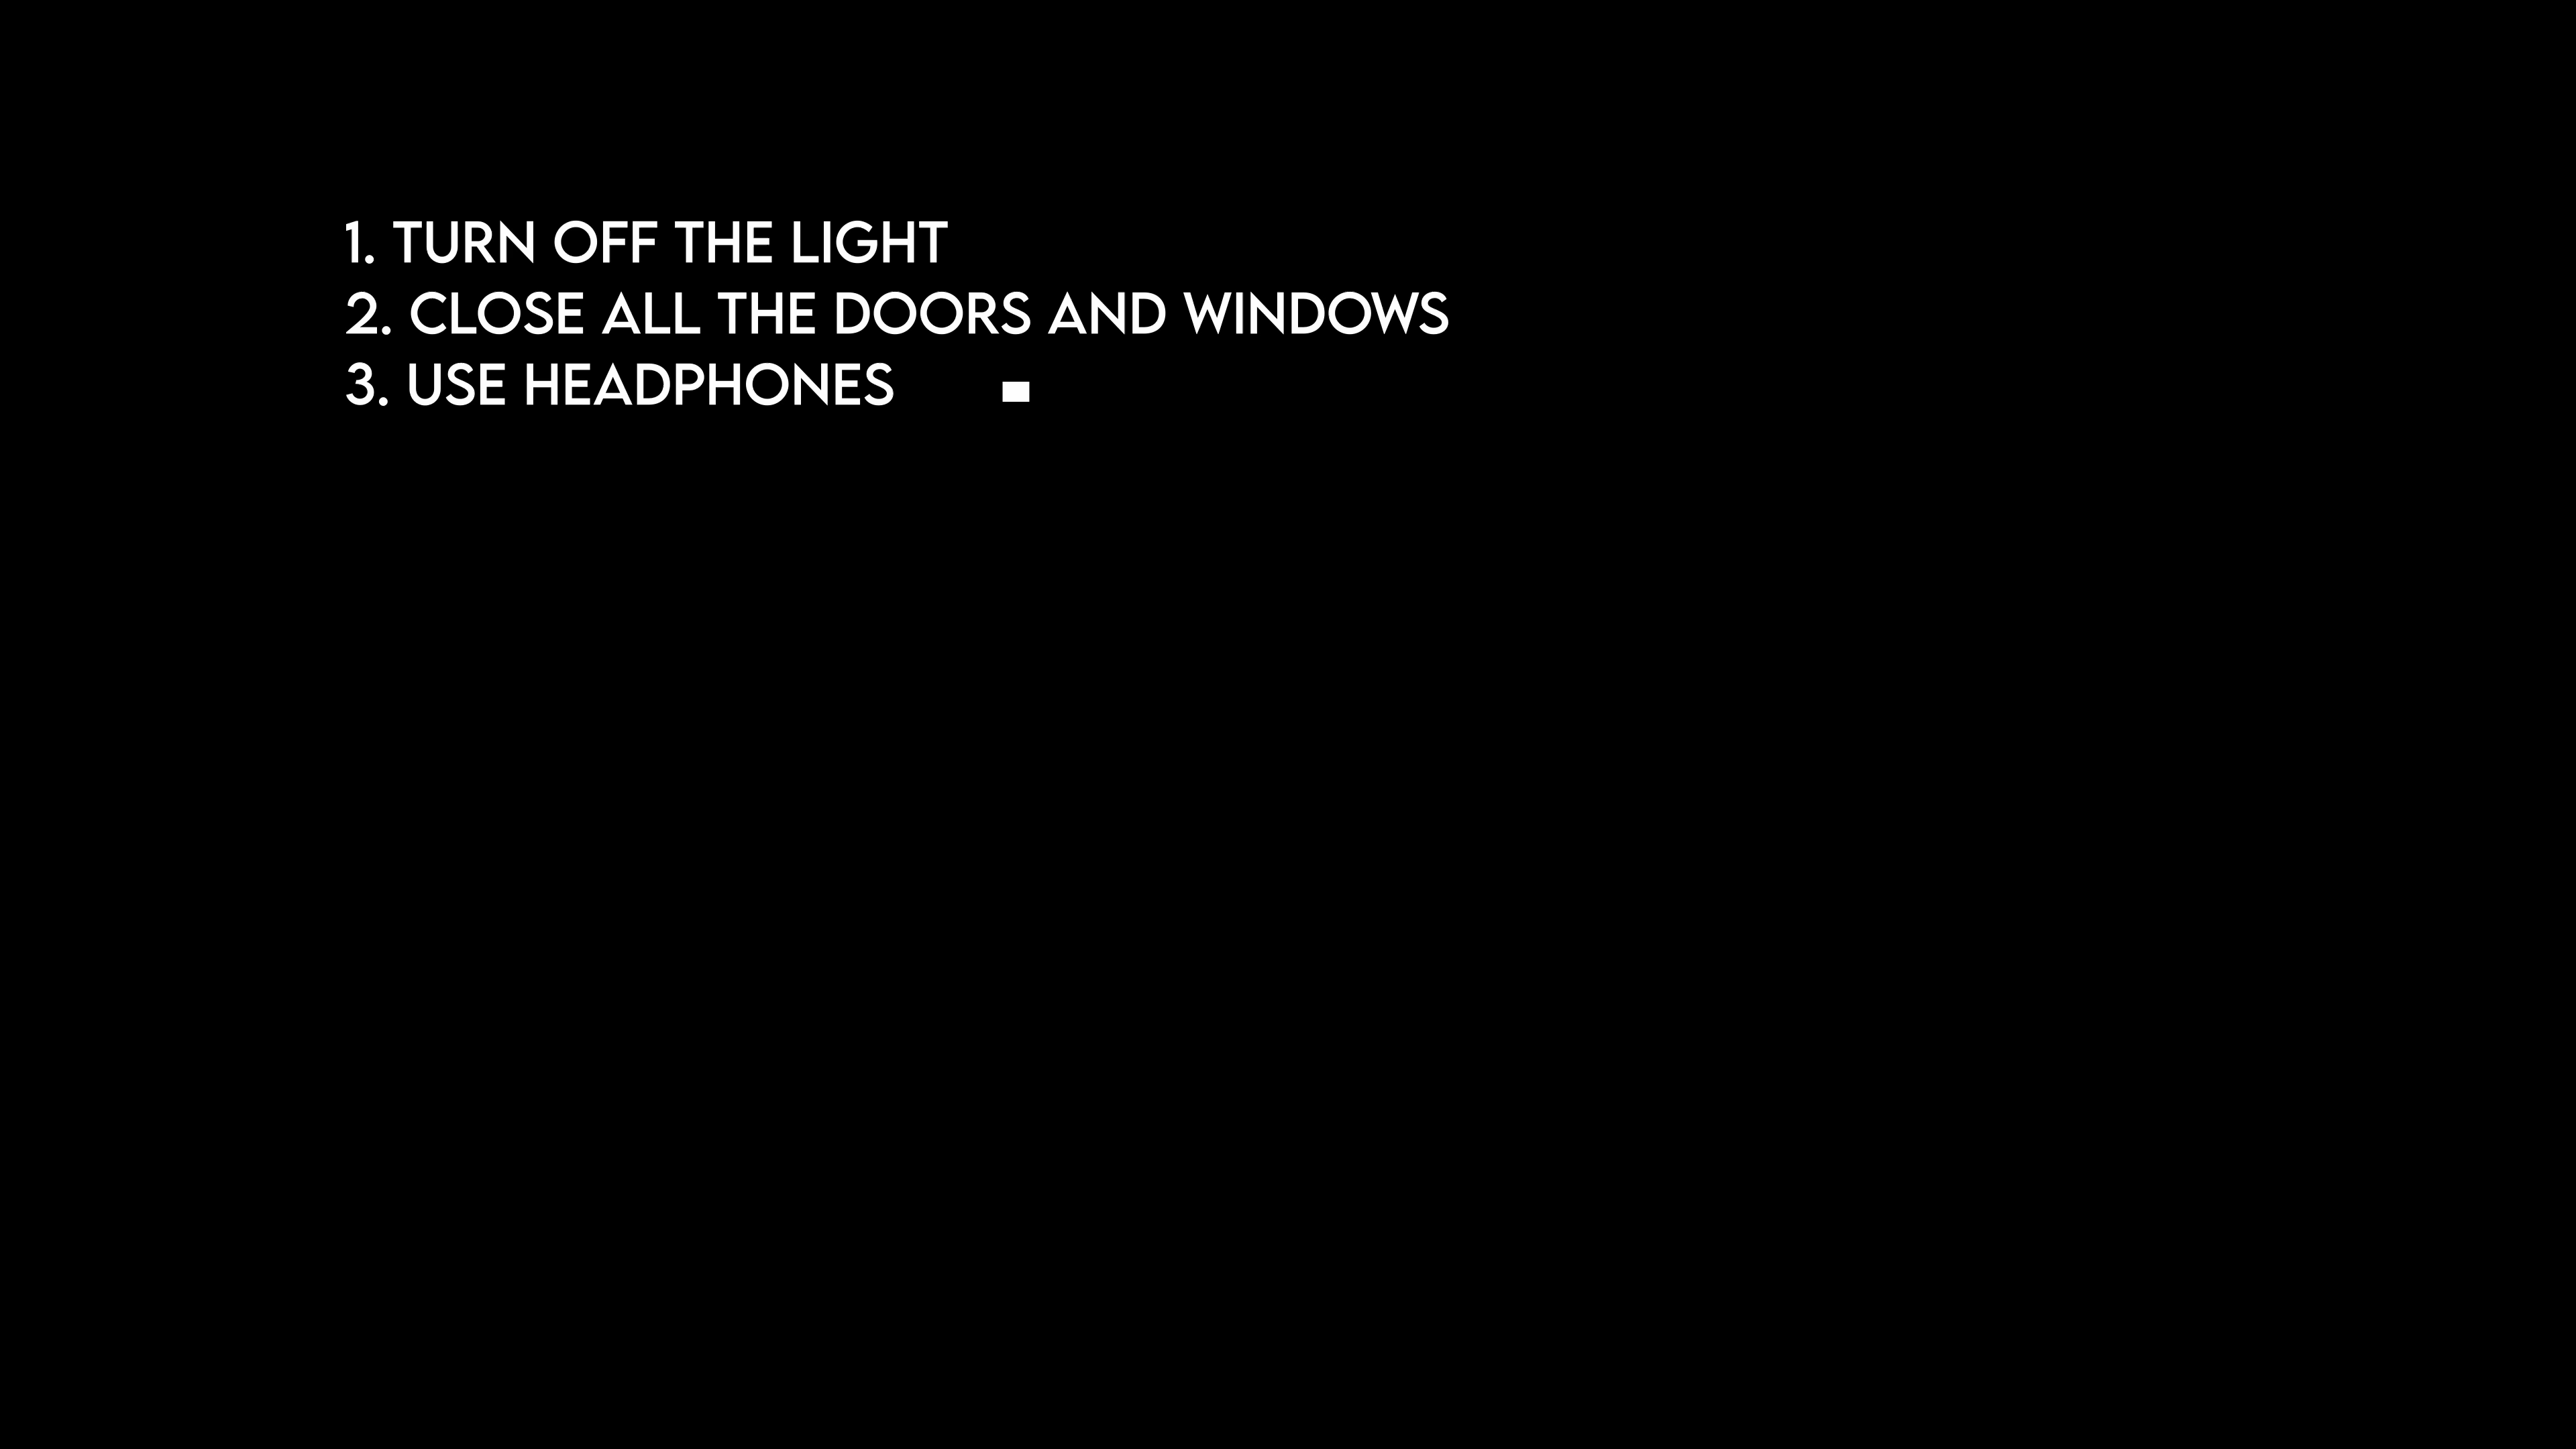 1. TURN OFF THE LIGHT
2. CLOSE ALL THE DOORS AND WINDOWS
3. USE HEADPHONES